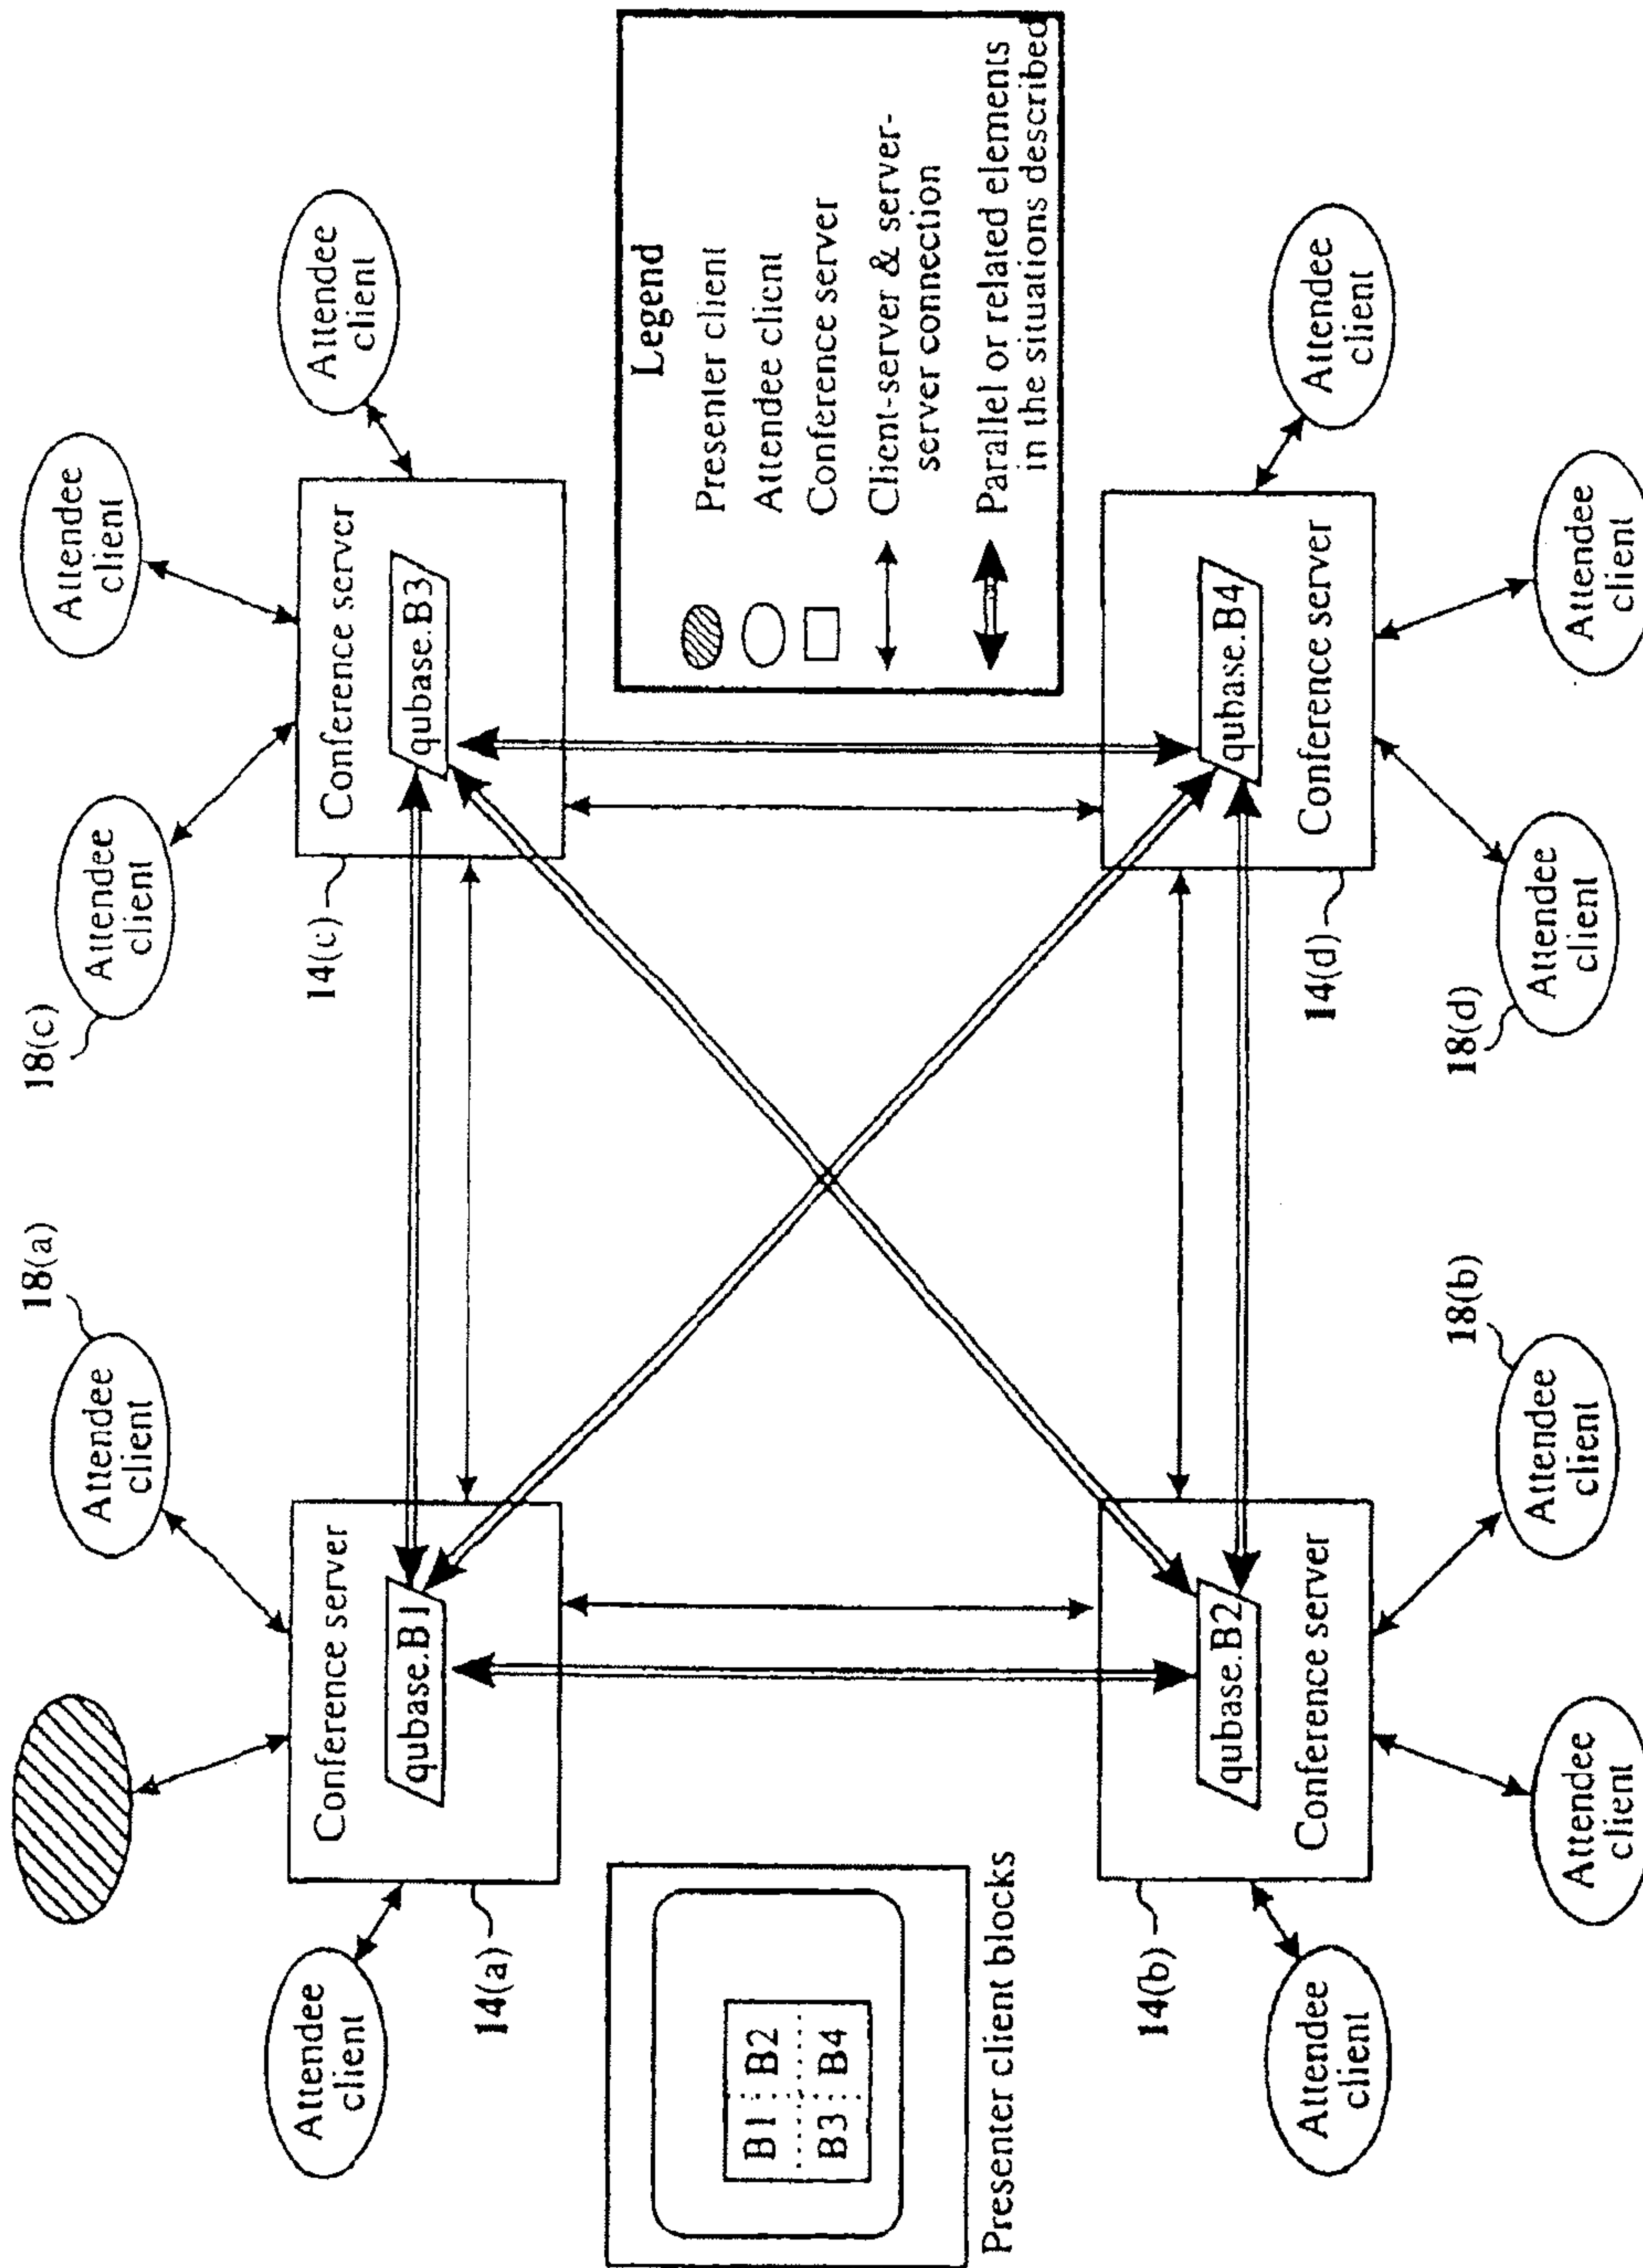 18(a)
18(c)
Attendee
client
Attendee
client
Attendee
client
Attendee
client
Attendee
client
Conference server
qubase.B1
14(a)
Conference server
qubase.B3
14(c)
B1
B2
B3
B4
Presenter client blocks
Legend
Presenter client
Attendee client
Conference server
Client-server & server-
server connection
Parallel or related elements
in the situations described
14(b)
qubase.B2
Conference server
14(d)
qubase.B4
Conference server
Attendee
client
Attendee
client
Attendee
client
18(b)
Attendee
client
18(d)
Attendee
client
Attendee
client